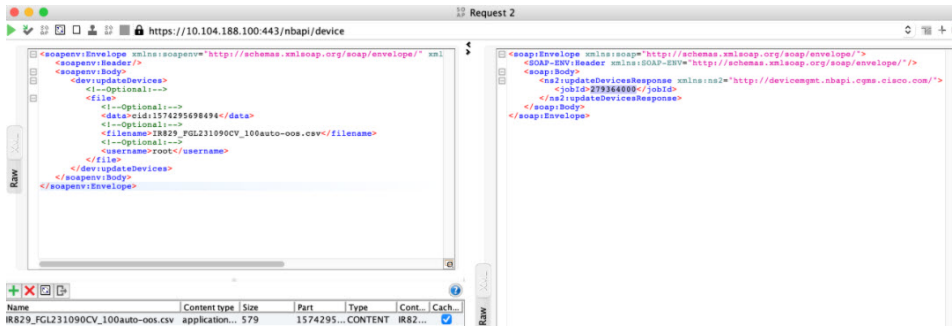 Request 2
https://10.104.188.100:443/nbapi/device
<soapenv:Envelope xmlns:soapenv="http://schemas.xmlsoap.org/soap/envelope/" xml
<soapenv:Header/>
<soapenv:Body>
<dev:updateDevices>
<!--Optional:-->
<file>
<!--Optional:-->
<data>cid:1574295698494</data>
<!--Optional:-->
<filename>IR829_FGL231090CV_100auto-oos.csv</filename>
<!--Optional:-->
<username>root</username>
</file>
</dev:updateDevices>
</soapenv:Body>
</soapenv:Envelope>
Raw
Name Content type Size Part Type Cont... Cach...
IR829_FGL231090CV_100auto-oos.csv application... 579 1574295... CONTENT IR82...
<soap:Envelope xmlns:soap="http://schemas.xmlsoap.org/soap/envelope/">
<SOAP-ENV:Header xmlns:SOAP-ENV="http://schemas.xmlsoap.org/soap/envelope/"/>
<soap:Body>
<ns2:updateDevicesResponse xmlns:ns2="http://devicemgmt.nbapi.cgms.cisco.com/">
<jobId>279364000</jobId>
</ns2:updateDevicesResponse>
</soap:Body>
</soap:Envelope>
Raw